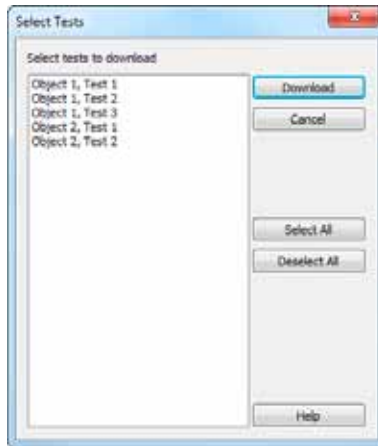 Select Tests
Select tests to download
Object 1, Test 1
Object 1, Test 2
Object 1, Test 3
Object 2, Test 1
Object 2, Test 2
Download
Cancel
Select All
Deselect All
Help